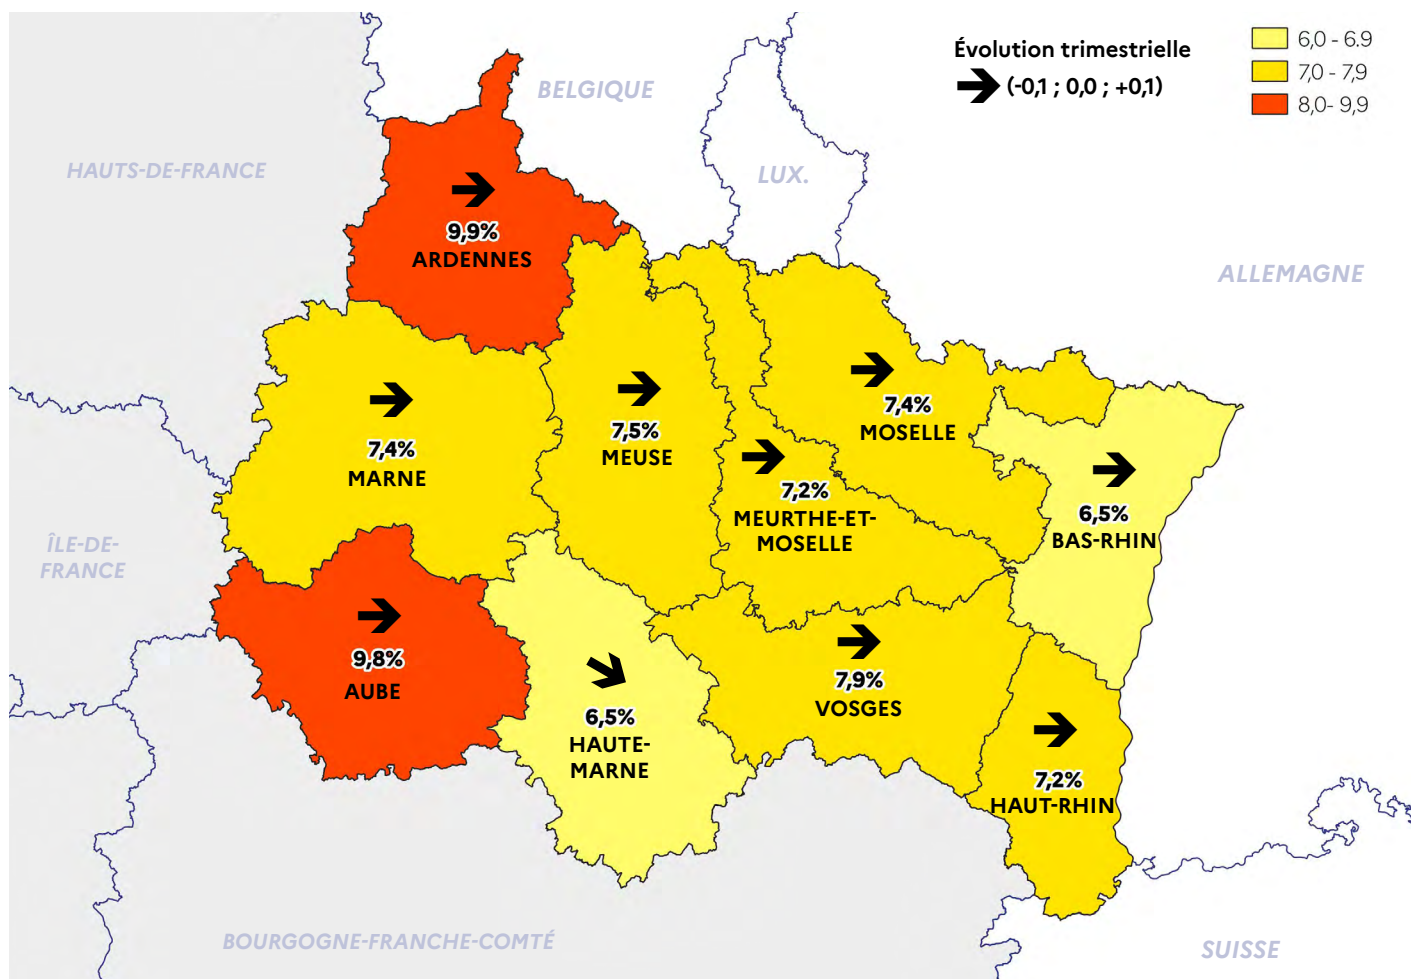 Évolution trimestrielle
(-0,1 ; 0,0 ; +0,1)
6,0 - 6.9
7,0 - 7,9
8,0- 9,9
BELGIQUE
HAUTS-DE-FRANCE
LUX.
ALLEMAGNE
9,9%
ARDENNES
7,4%
MARNE
7,5%
MEUSE
7,4%
MOSELLE
7,2%
MEURTHE-ET-
MOSELLE
6,5%
BAS-RHIN
ÎLE-DE-
FRANCE
9,8%
AUBE
6,5%
HAUTE-
MARNE
7,9%
VOSGES
7,2%
HAUT-RHIN
BOURGOGNE-FRANCHE-COMTÉ
SUISSE